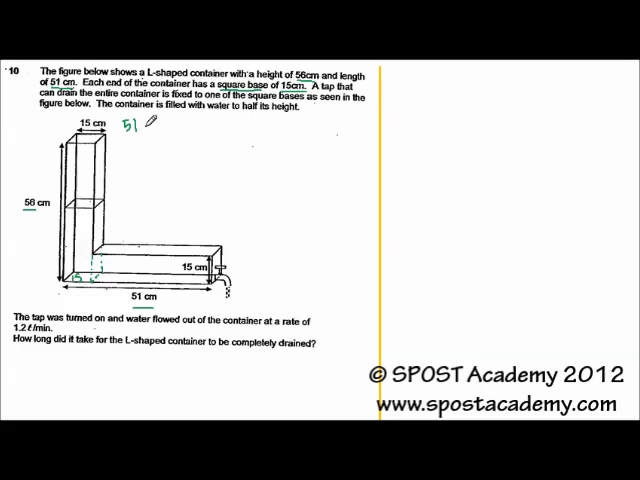 10 The figure below shows a L-shaped container with a height of 56cm and length
of 51 cm. Each end of the container has a square base of 15cm. A tap that
can drain the entire container is fixed to one of the square bases as seen in the
figure below. The container is filled with water to half its height.
15 cm
51
56 cm
15 cm
15
51 cm
The tap was turned on and water flowed out of the container at a rate of
1.2ℓ/min.
How long did it take for the L-shaped container to be completely drained?
© SPOST Academy 2012
www.spostacademy.com